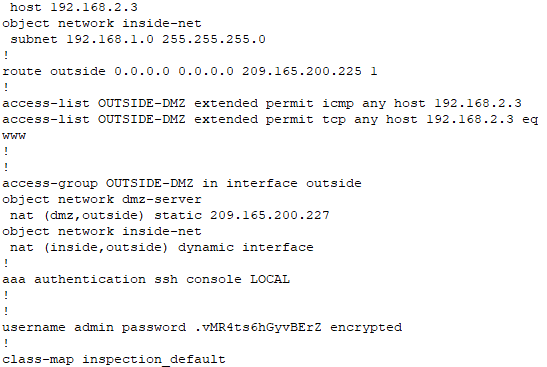 host 192.168.2.3
object network inside-net
subnet 192.168.1.0 255.255.255.0
!
route outside 0.0.0.0 0.0.0.0 209.165.200.225 1
!
access-list OUTSIDE-DMZ extended permit icmp any host 192.168.2.3
access-list OUTSIDE-DMZ extended permit tcp any host 192.168.2.3 eq
www
!
!
access-group OUTSIDE-DMZ in interface outside
object network dmz-server
nat (dmz,outside) static 209.165.200.227
object network inside-net
nat (inside,outside) dynamic interface
!
aaa authentication ssh console LOCAL
!
!
username admin password .vMR4ts6hGyvBErZ encrypted
!
class-map inspection_default